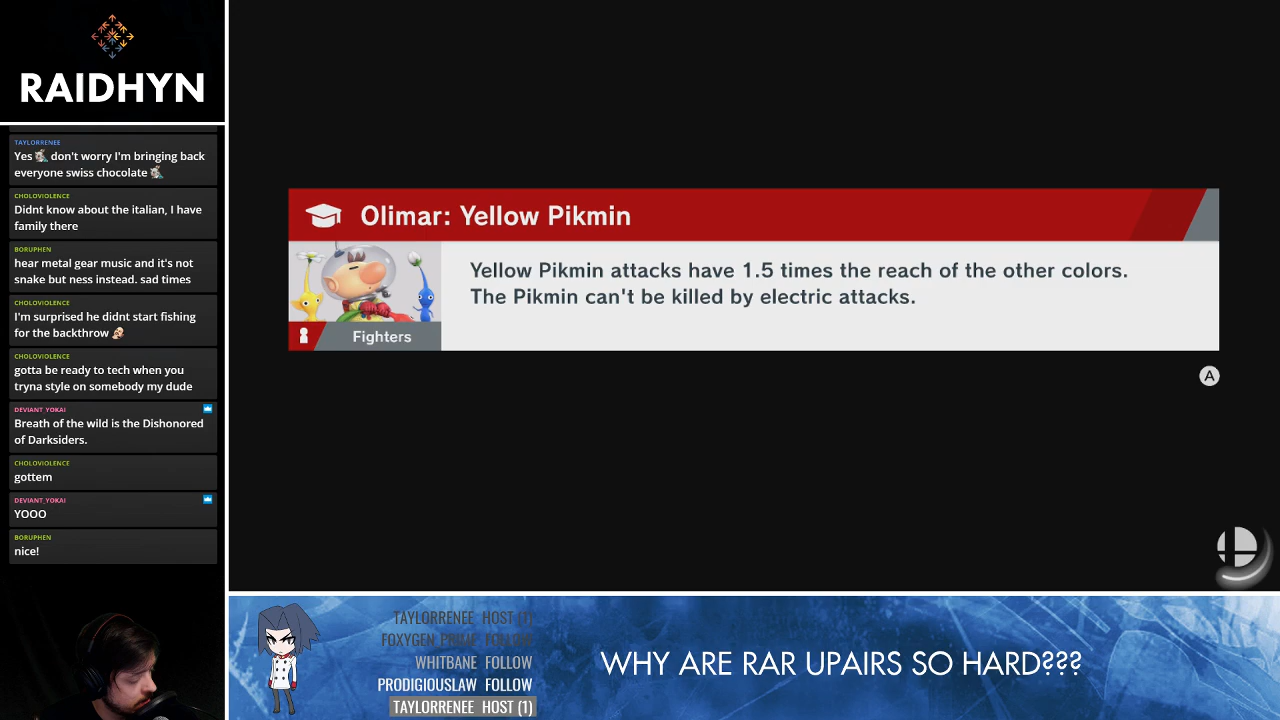 RAIDHYN
TAYLORRENEE
Yes don't worry I'm bringing back
everyone swiss chocolate
CHOLOVIOLENCE
Didnt know about the italian, I have
family there
BORUPHEN
hear metal gear music and it's not
snake but ness instead. sad times
CHOLOVIOLENCE
I'm surprised he didnt start fishing
for the backthrow
CHOLOVIOLENCE
gotta be ready to tech when you
tryna style on somebody my dude
DEVIANT_YOKAI
Breath of the wild is the Dishonored
of Darksiders.
CHOLOVIOLENCE
gottem
DEVIANT_YOKAI
YOOO
BORUPHEN
nice!
Olimar: Yellow Pikmin
Yellow Pikmin attacks have 1.5 times the reach of the other colors.
The Pikmin can't be killed by electric attacks.
Fighters
A
TAYLORRENEE HOST (1)
FOXYGEN_PRIME FOLLOW
WHITBANE FOLLOW
PRODIGIOUSLAW FOLLOW
TAYLORRENEE HOST (1)
WHY ARE RAR UPAIRS SO HARD???